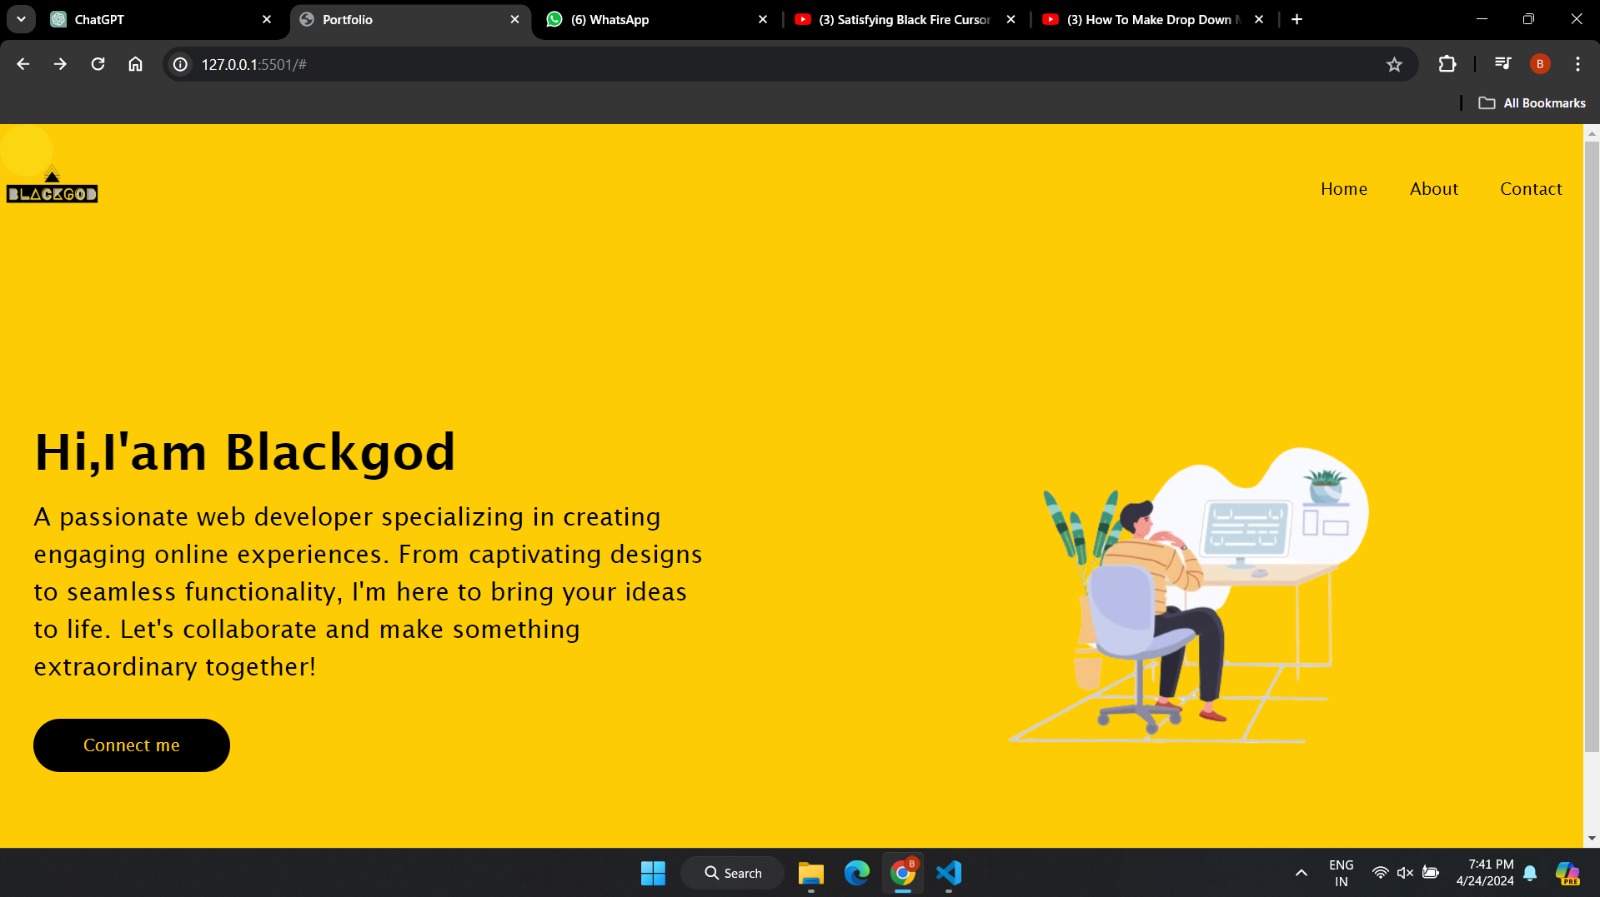 ChatGPT
Portfolio
(6) WhatsApp
(3) Satisfying Black Fire Cursor
(3) How To Make Drop Down
127.0.0.1:5501/#
B
All Bookmarks
BLACKGOD
Home About Contact
Hi,I'am Blackgod
A passionate web developer specializing in creating
engaging online experiences. From captivating designs
to seamless functionality, I'm here to bring your ideas
to life. Let's collaborate and make something
extraordinary together!
Connect me
Search
B
ENG
IN
7:41 PM
4/24/2024
PRE